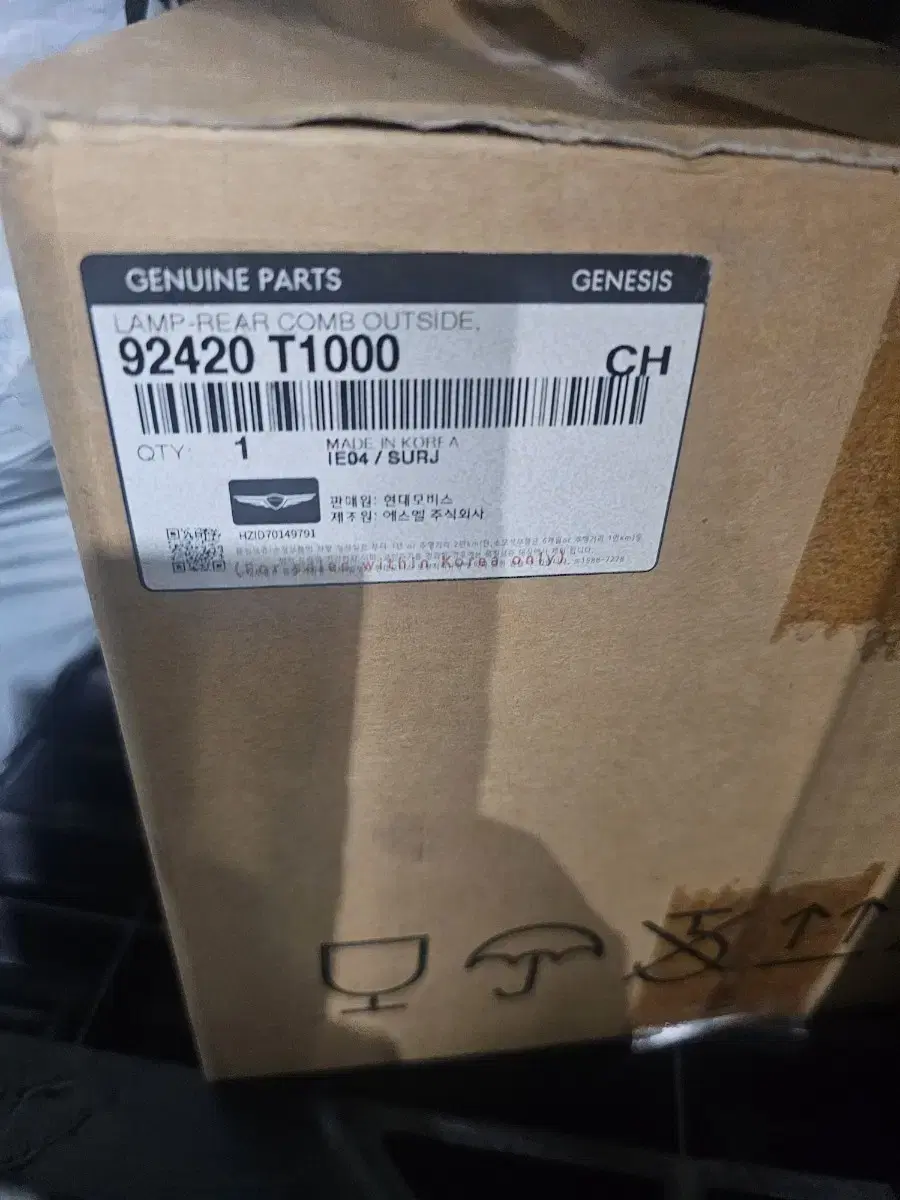 GENUINE PARTS GENESIS
LAMP-REAR COMB OUTSIDE,
92420 T1000 CH
QTY: 1 MADE IN KOREA
IE04 / SURJ
판매원: 현대모비스
제조원: 에스엘 주식회사
HZID70149791
(For sales within Korea only)